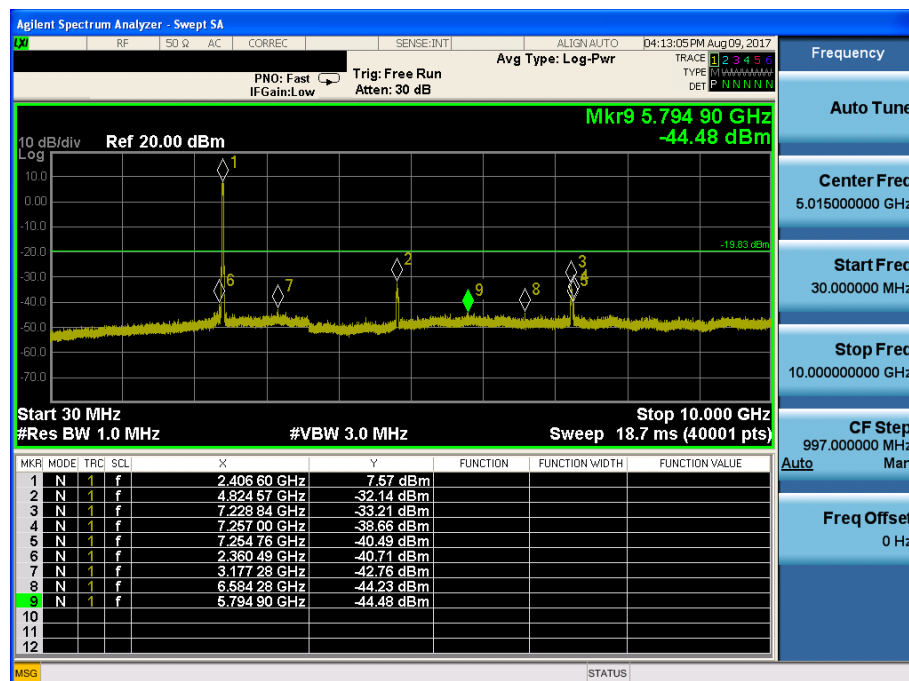 Agilent Spectrum Analyzer - Swept SA
LXI RF 50 Ω AC CORREC SENSE:INT ALIGN AUTO 04:13:05 PM Aug 09, 2017
Avg Type: Log-Pwr
TRACE 1 2 3 4 5 6
TYPE M
DET P N N N N N
PNO: Fast
IFGain:Low
Trig: Free Run
Atten: 30 dB
Mkr9 5.794 90 GHz
-44.48 dBm
10 dB/div
Log
Ref 20.00 dBm
10.0
0.00
-10.0
-20.0
-30.0
-40.0
-50.0
-60.0
-70.0
-19.83 dBm
1
2
3
5
6
7
8
9
Start 30 MHz
Stop 10.000 GHz
#Res BW 1.0 MHz
#VBW 3.0 MHz
Sweep 18.7 ms (40001 pts)
MKR MODE TRC SCL X Y FUNCTION FUNCTION WIDTH FUNCTION VALUE
1 N 1 f 2.406 60 GHz 7.57 dBm
2 N 1 f 4.824 57 GHz -32.14 dBm
3 N 1 f 7.228 84 GHz -33.21 dBm
4 N 1 f 7.257 00 GHz -38.66 dBm
5 N 1 f 7.254 76 GHz -40.49 dBm
6 N 1 f 2.360 49 GHz -40.71 dBm
7 N 1 f 3.177 28 GHz -42.76 dBm
8 N 1 f 6.584 28 GHz -44.23 dBm
9 N 1 f 5.794 90 GHz -44.48 dBm
10
11
12
MSG
STATUS
Frequency
Auto Tune
Center Freq
5.015000000 GHz
Start Freq
30.000000 MHz
Stop Freq
10.000000000 GHz
CF Step
997.000000 MHz
Auto Man
Freq Offset
0 Hz